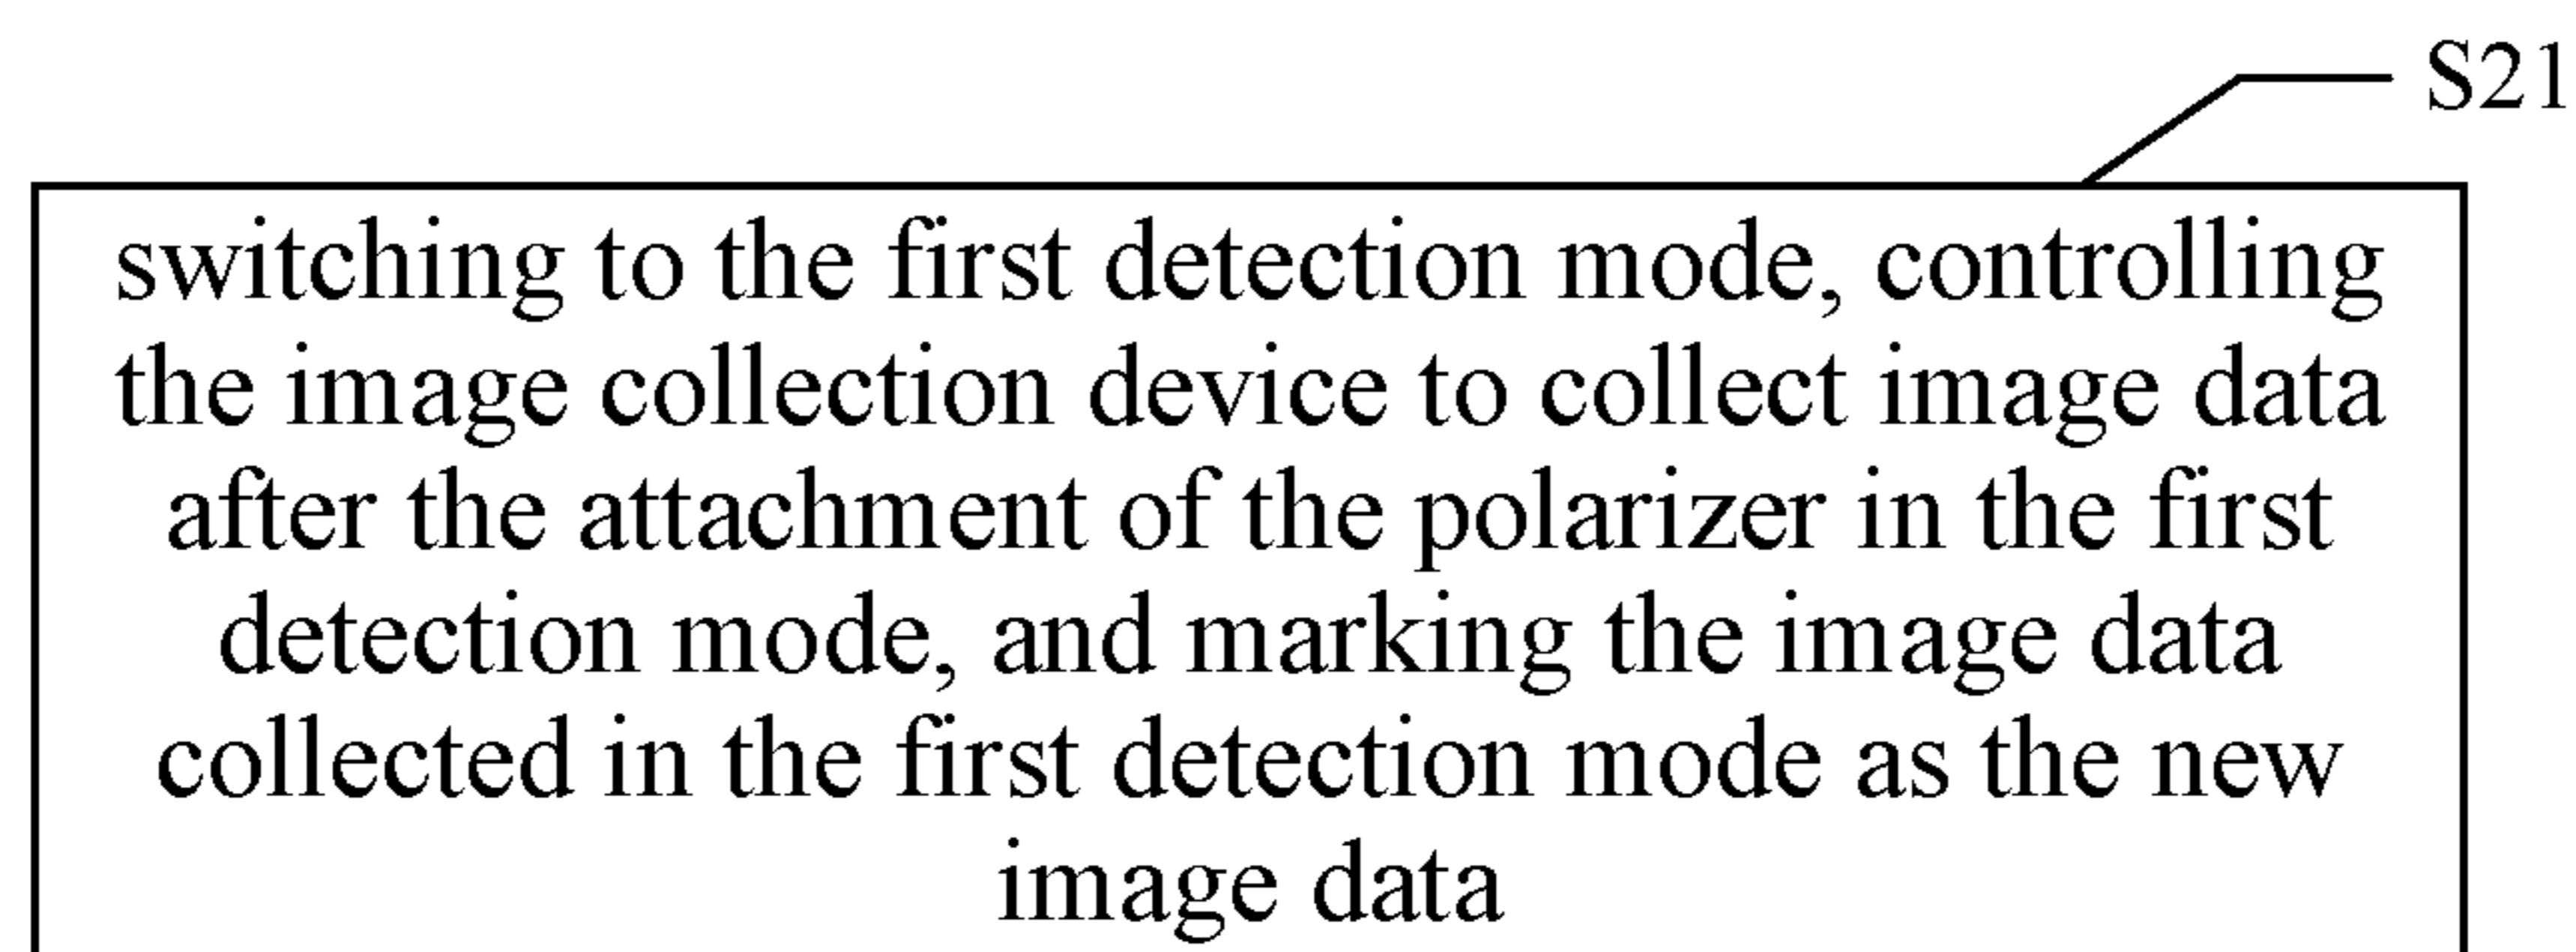 S21
switching to the first detection mode, controlling
the image collection device to collect image data
after the attachment of the polarizer in the first
detection mode, and marking the image data
collected in the first detection mode as the new
image data